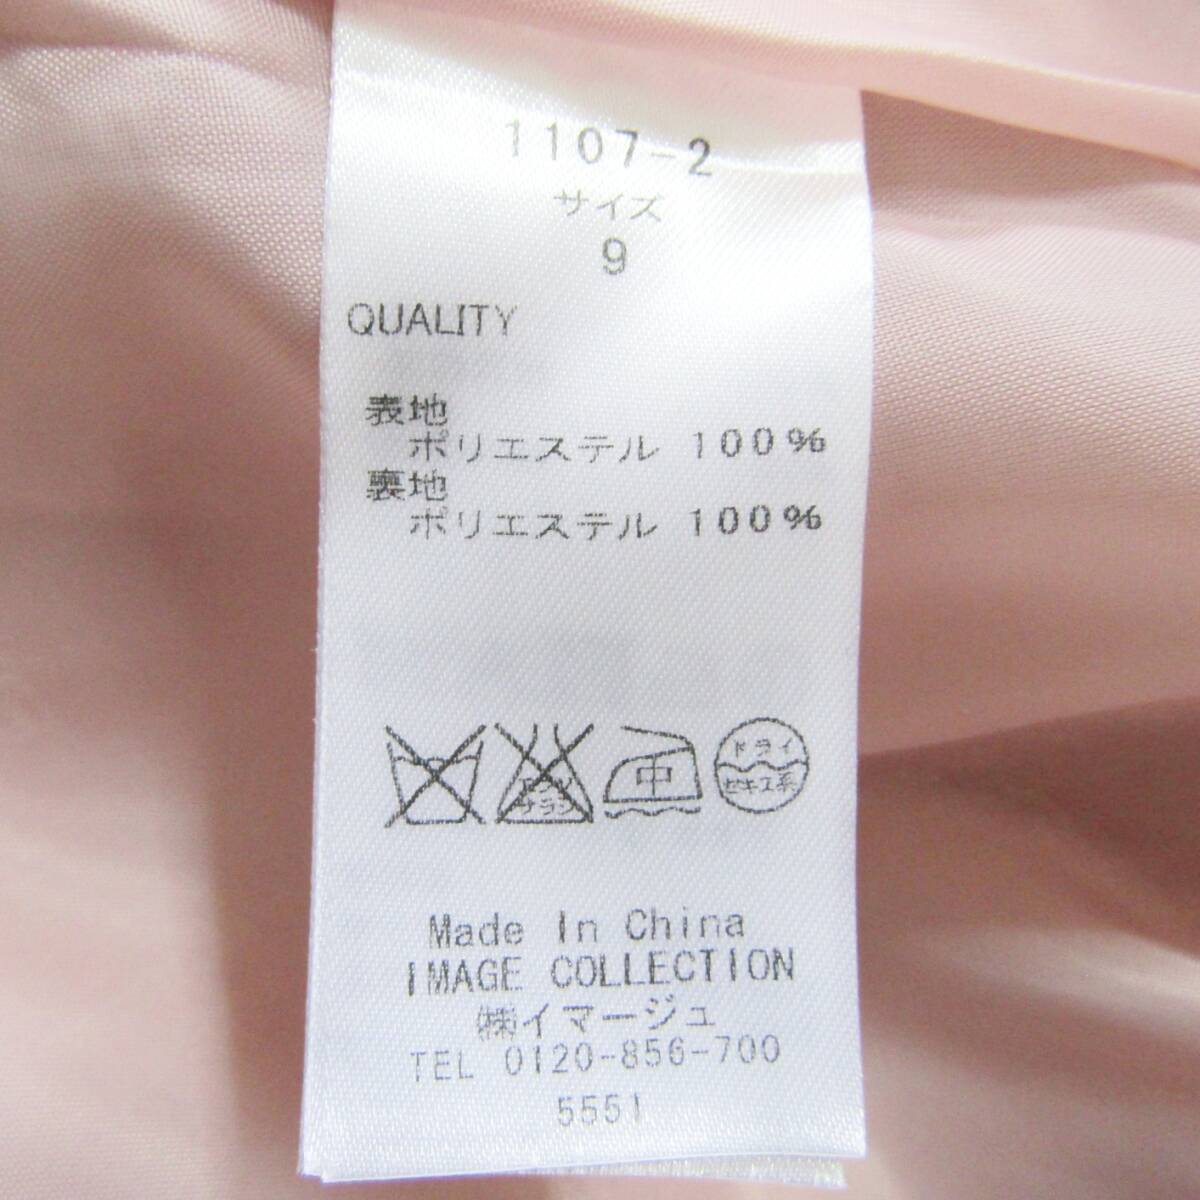 1107-2
サイズ
9
QUALITY
表地
ポリエステル 100%
裏地
ポリエステル 100%
中
ドライ
セキユ系
Made In China
IMAGE COLLECTION
㈱イマージュ
TEL 0120-856-700
5551